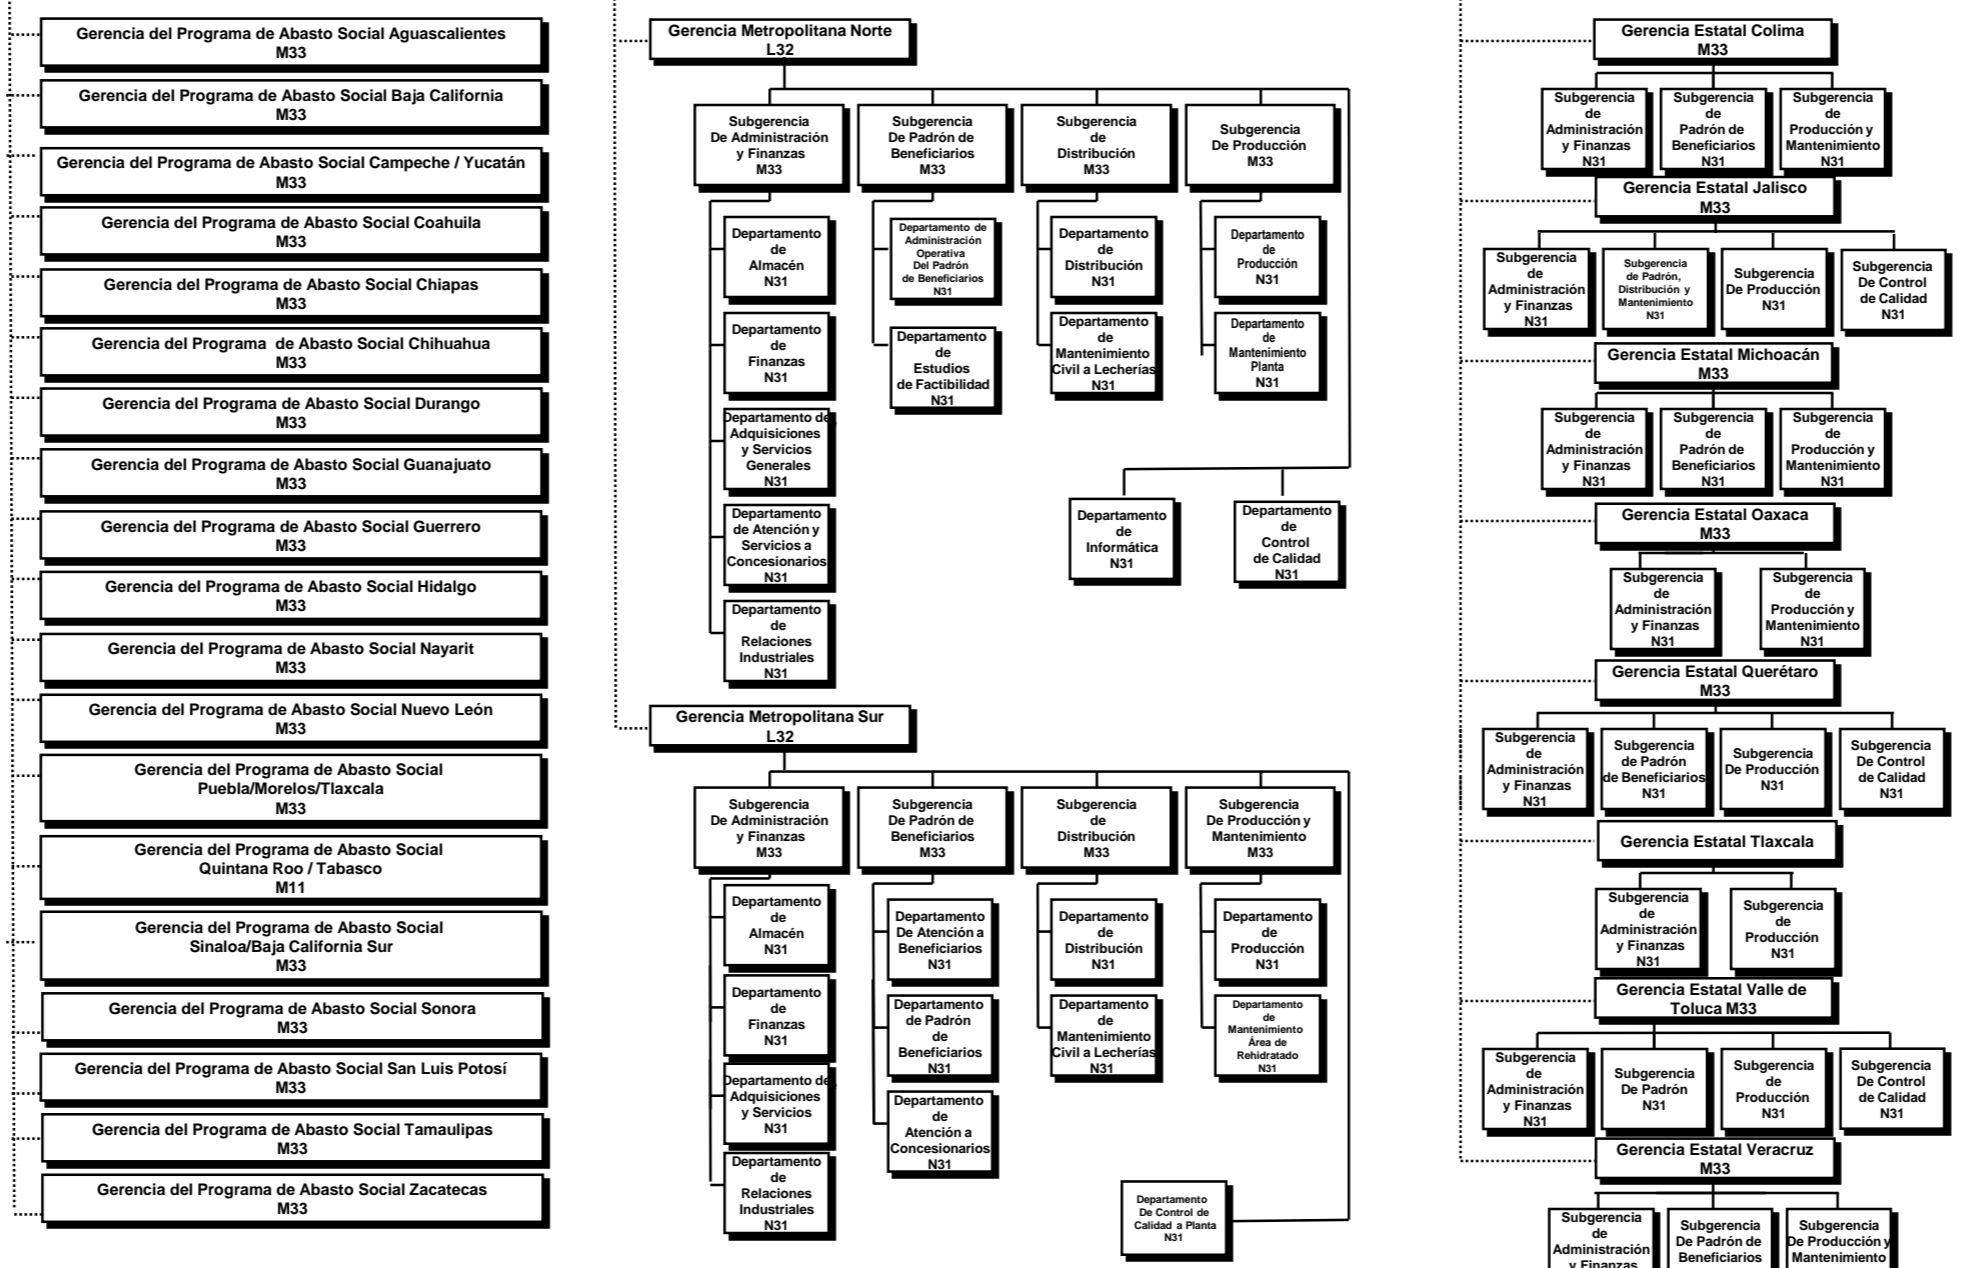 Gerencia del Programa de Abasto Social Aguascalientes
M33
Gerencia del Programa de Abasto Social Baja California
M33
Gerencia del Programa de Abasto Social Campeche / Yucatán
M33
Gerencia del Programa de Abasto Social Coahuila
M33
Gerencia del Programa de Abasto Social Chiapas
M33
Gerencia del Programa de Abasto Social Chihuahua
M33
Gerencia del Programa de Abasto Social Durango
M33
Gerencia del Programa de Abasto Social Guanajuato
M33
Gerencia del Programa de Abasto Social Guerrero
M33
Gerencia del Programa de Abasto Social Hidalgo
M33
Gerencia del Programa de Abasto Social Nayarit
M33
Gerencia del Programa de Abasto Social Nuevo León
M33
Gerencia del Programa de Abasto Social
Puebla/Morelos/Tlaxcala
M33
Gerencia del Programa de Abasto Social
Quintana Roo / Tabasco
M11
Gerencia del Programa de Abasto Social
Sinaloa/Baja California Sur
M33
Gerencia del Programa de Abasto Social Sonora
M33
Gerencia del Programa de Abasto Social San Luis Potosí
M33
Gerencia del Programa de Abasto Social Tamaulipas
M33
Gerencia del Programa de Abasto Social Zacatecas
M33
Gerencia Metropolitana Norte
L32
Subgerencia
De Administración
y Finanzas
M33
Subgerencia
De Padrón de
Beneficiarios
M33
Subgerencia
de
Distribución
M33
Subgerencia
De Producción
M33
Departamento
de
Almacén
N31
Departamento
de
Finanzas
N31
Departamento de
Adquisiciones
y Servicios
Generales
N31
Departamento
de Atención y
Servicios a
Concesionarios
N31
Departamento
de
Relaciones
Industriales
N31
Departamento de
Administración
Operativa
Del Padrón
de Beneficiarios
N31
Departamento
de
Estudios
de Factibilidad
N31
Departamento
de
Distribución
N31
Departamento
de
Mantenimiento
Civil a Lecherías
N31
Departamento
de
Producción
N31
Departamento
de
Mantenimiento
Planta
N31
Departamento
de
Informática
N31
Departamento
de
Control
de Calidad
N31
Gerencia Metropolitana Sur
L32
Subgerencia
De Administración
y Finanzas
M33
Subgerencia
De Padrón de
Beneficiarios
M33
Subgerencia
de
Distribución
M33
Subgerencia
De Producción y
Mantenimiento
M33
Departamento
de
Almacén
N31
Departamento
de
Finanzas
N31
Departamento de
Adquisiciones
y Servicios
N31
Departamento
de
Relaciones
Industriales
N31
Departamento
De Atención a
Beneficiarios
N31
Departamento
de Padrón
de
Beneficiarios
N31
Departamento
de
Atención a
Concesionarios
N31
Departamento
de
Distribución
N31
Departamento
de
Mantenimiento
Civil a Lecherías
N31
Departamento
de
Producción
N31
Departamento
de
Mantenimiento
Área de
Rehidratado
N31
Departamento
De Control de
Calidad a Planta
N31
Gerencia Estatal Colima
M33
Subgerencia
de
Administración
y Finanzas
N31
Subgerencia
de
Padrón de
Beneficiarios
N31
Subgerencia
de
Producción y
Mantenimiento
N31
Gerencia Estatal Jalisco
M33
Subgerencia
de
Administración
y Finanzas
N31
Subgerencia
de Padrón,
Distribución y
Mantenimiento
N31
Subgerencia
De Producción
N31
Subgerencia
De Control
de Calidad
N31
Gerencia Estatal Michoacán
M33
Subgerencia
de
Administración
y Finanzas
N31
Subgerencia
de
Padrón de
Beneficiarios
N31
Subgerencia
de
Producción y
Mantenimiento
N31
Gerencia Estatal Oaxaca
M33
Subgerencia
de
Administración
y Finanzas
N31
Subgerencia
de
Producción y
Mantenimiento
N31
Gerencia Estatal Querétaro
M33
Subgerencia
de
Administración
y Finanzas
N31
Subgerencia
de Padrón
de Beneficiarios
N31
Subgerencia
De Producción
N31
Subgerencia
De Control
de Calidad
N31
Gerencia Estatal Tlaxcala
Subgerencia
de
Administración
y Finanzas
N31
Subgerencia
de
Producción
N31
Gerencia Estatal Valle de
Toluca M33
Subgerencia
de
Administración
y Finanzas
N31
Subgerencia
De Padrón
N31
Subgerencia
de
Producción
N31
Subgerencia
De Control
de Calidad
N31
Gerencia Estatal Veracruz
M33
Subgerencia
de
Administración
y Finanzas
Subgerencia
De Padrón de
Beneficiarios
Subgerencia
De Producción y
Mantenimiento